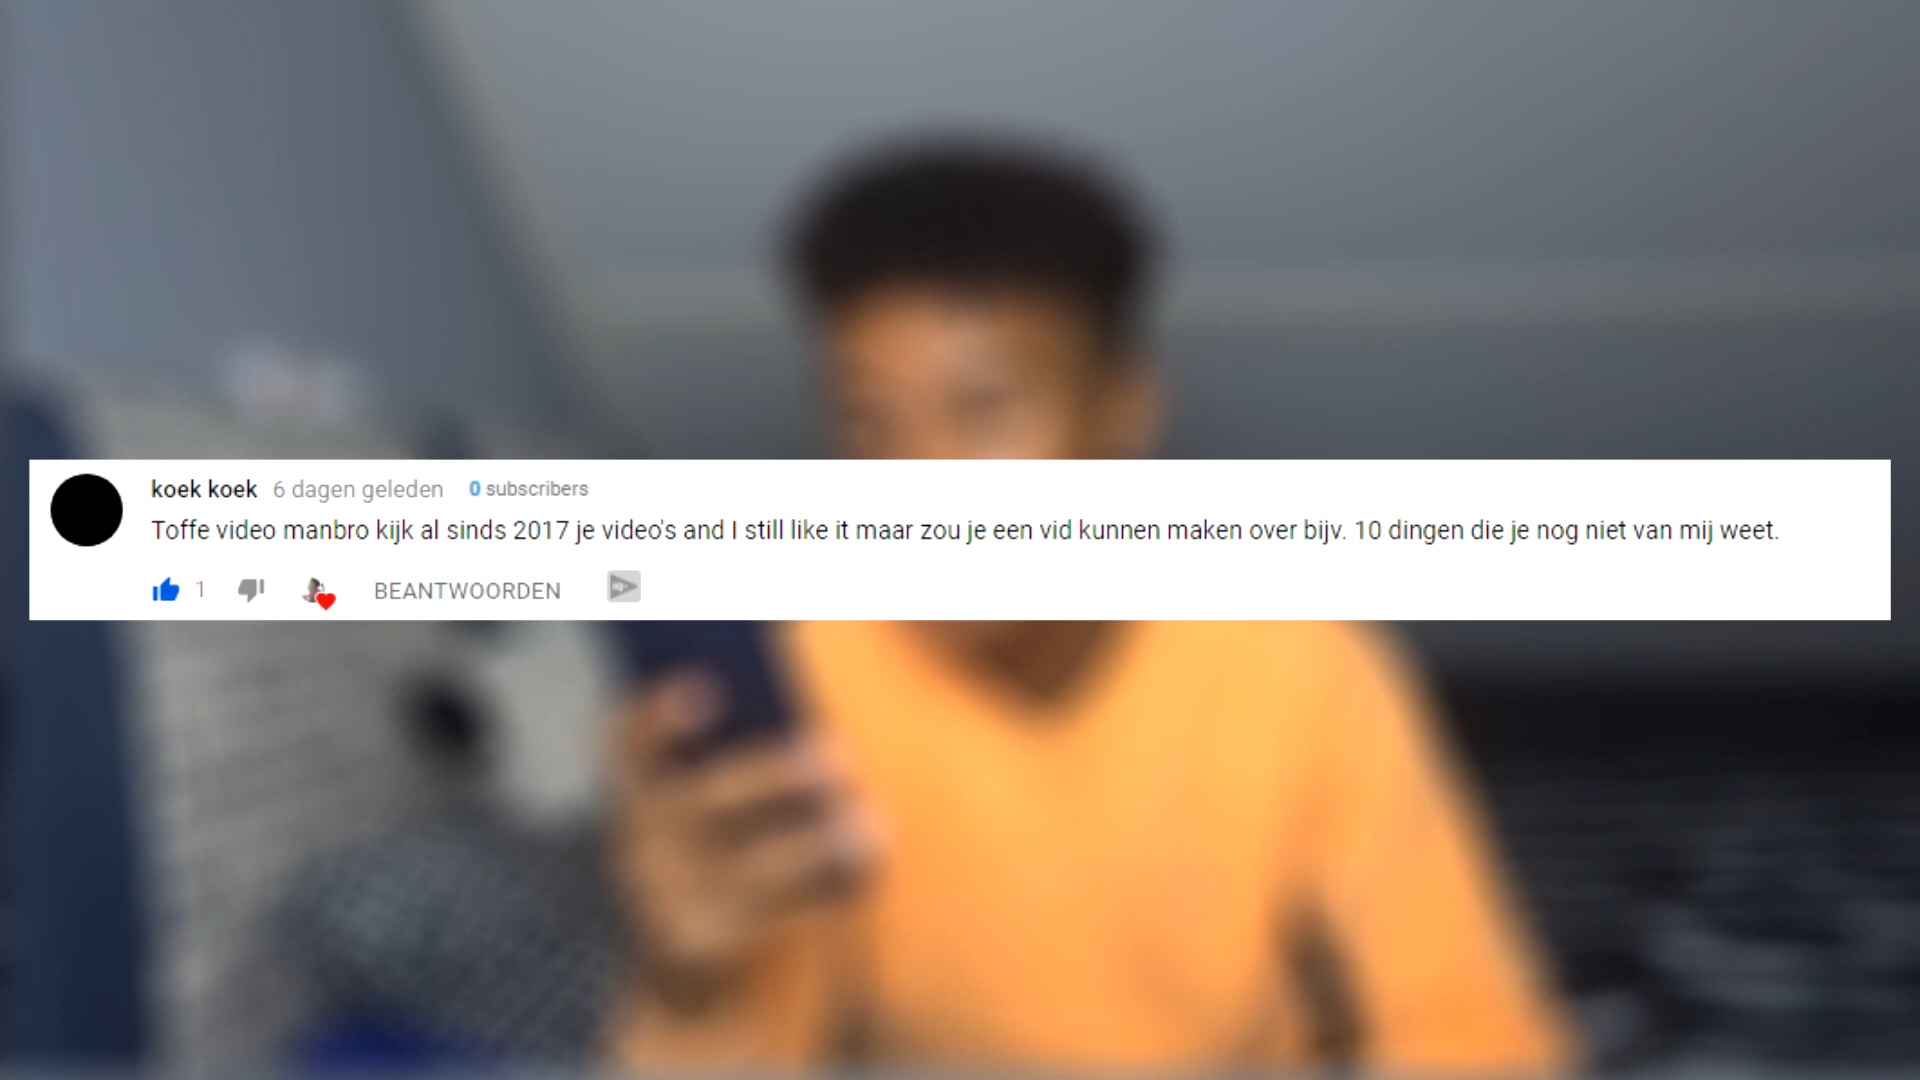 koek koek 6 dagen geleden 0 subscribers
Toffe video manbro kijk al sinds 2017 je video's and I still like it maar zou je een vid kunnen maken over bijv. 10 dingen die je nog niet van mij weet.
1 BEANTWOORDEN